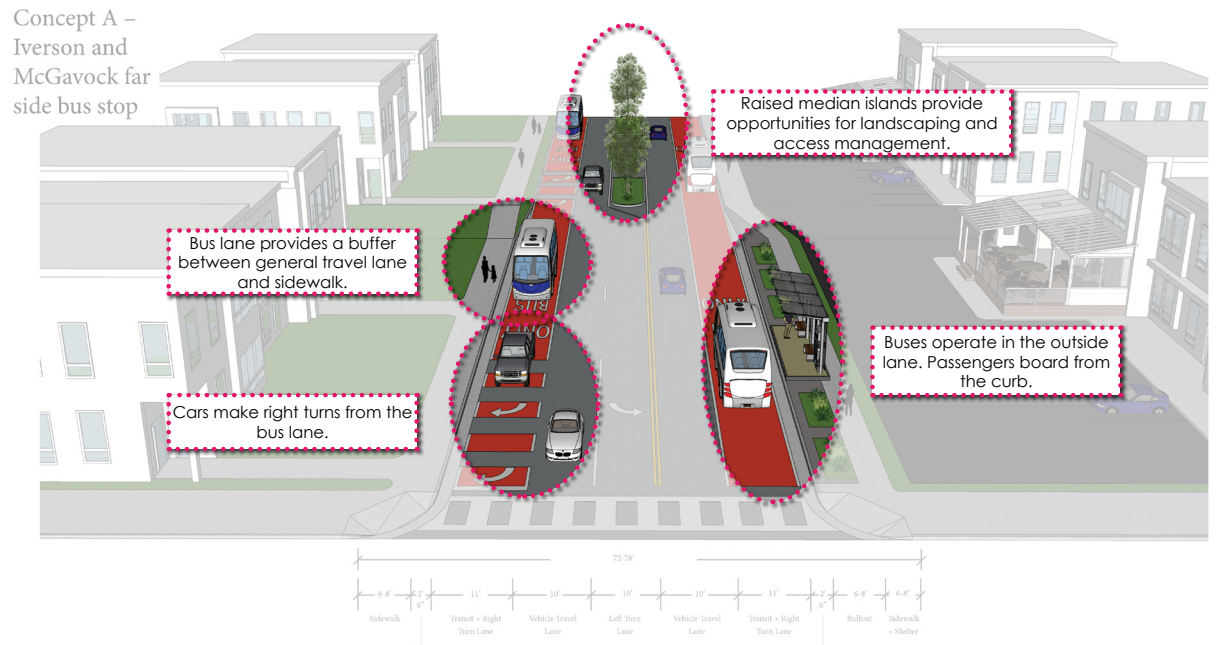 Concept A –
Iverson and
McGavock far
side bus stop
Raised median islands provide
opportunities for landscaping and
access management.
Bus lane provides a buffer
between general travel lane
and sidewalk.
Buses operate in the outside
lane. Passengers board from
the curb.
Cars make right turns from the
bus lane.
BUS
ONLY
72-78'
6-8' 2' 6" 11' 10' 10' 10' 11' 2' 6" 6-8' 6-8'
Sidewalk Transit + Right Vehicle Travel Left Turn Vehicle Travel Transit + Right Bullout Sidewalk
Turn Lane Lane Lane Lane Turn Lane + Shelter